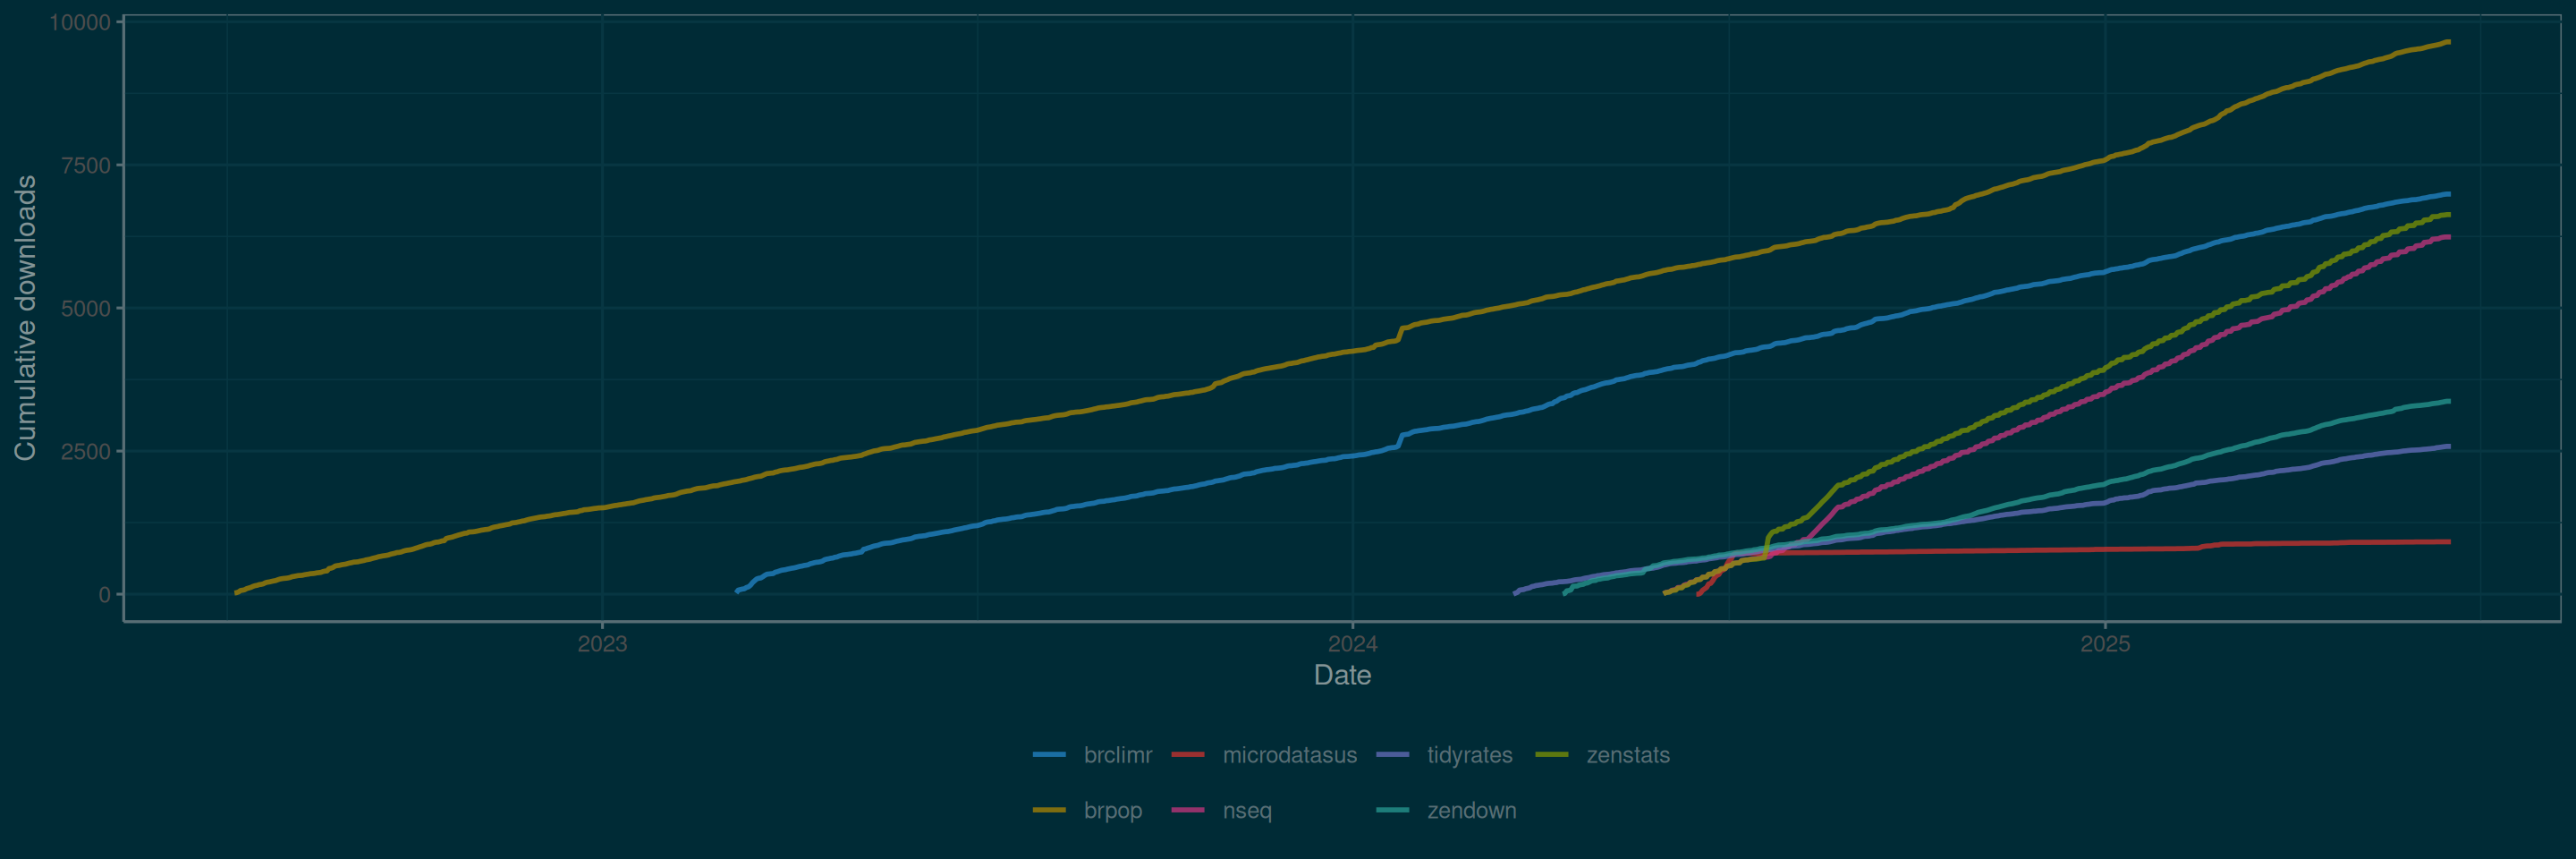 10000
7500
5000
2500
0
Cumulative downloads
2023 2024 2025
Date
brclimr microdatasus tidyrates zenstats
brpop nseq zendown